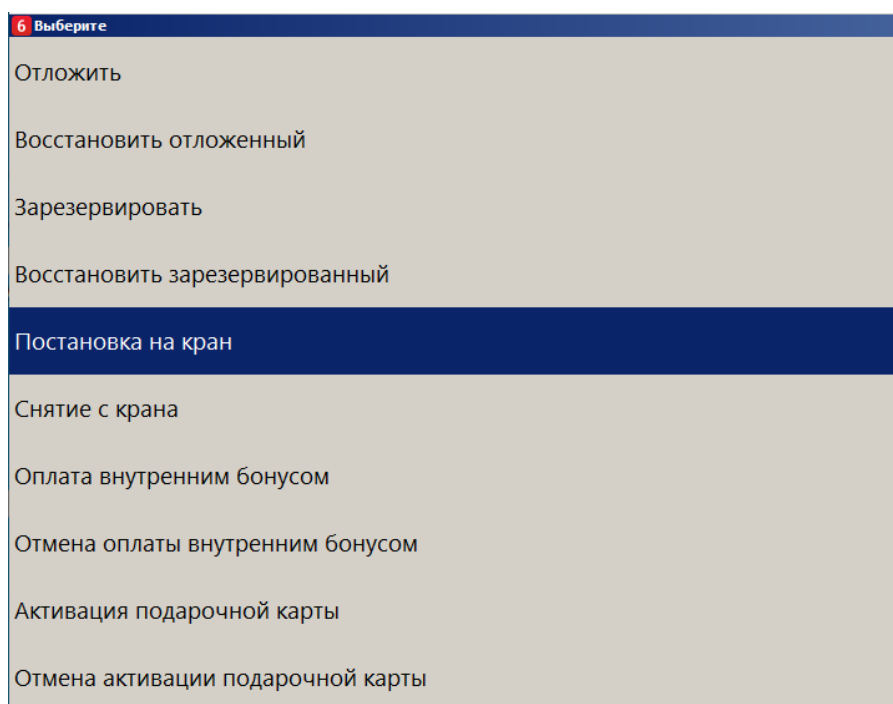 6 Выберите
Отложить
Восстановить отложенный
Зарезервировать
Восстановить зарезервированный
Постановка на кран
Снятие с крана
Оплата внутренним бонусом
Отмена оплаты внутренним бонусом
Активация подарочной карты
Отмена активации подарочной карты